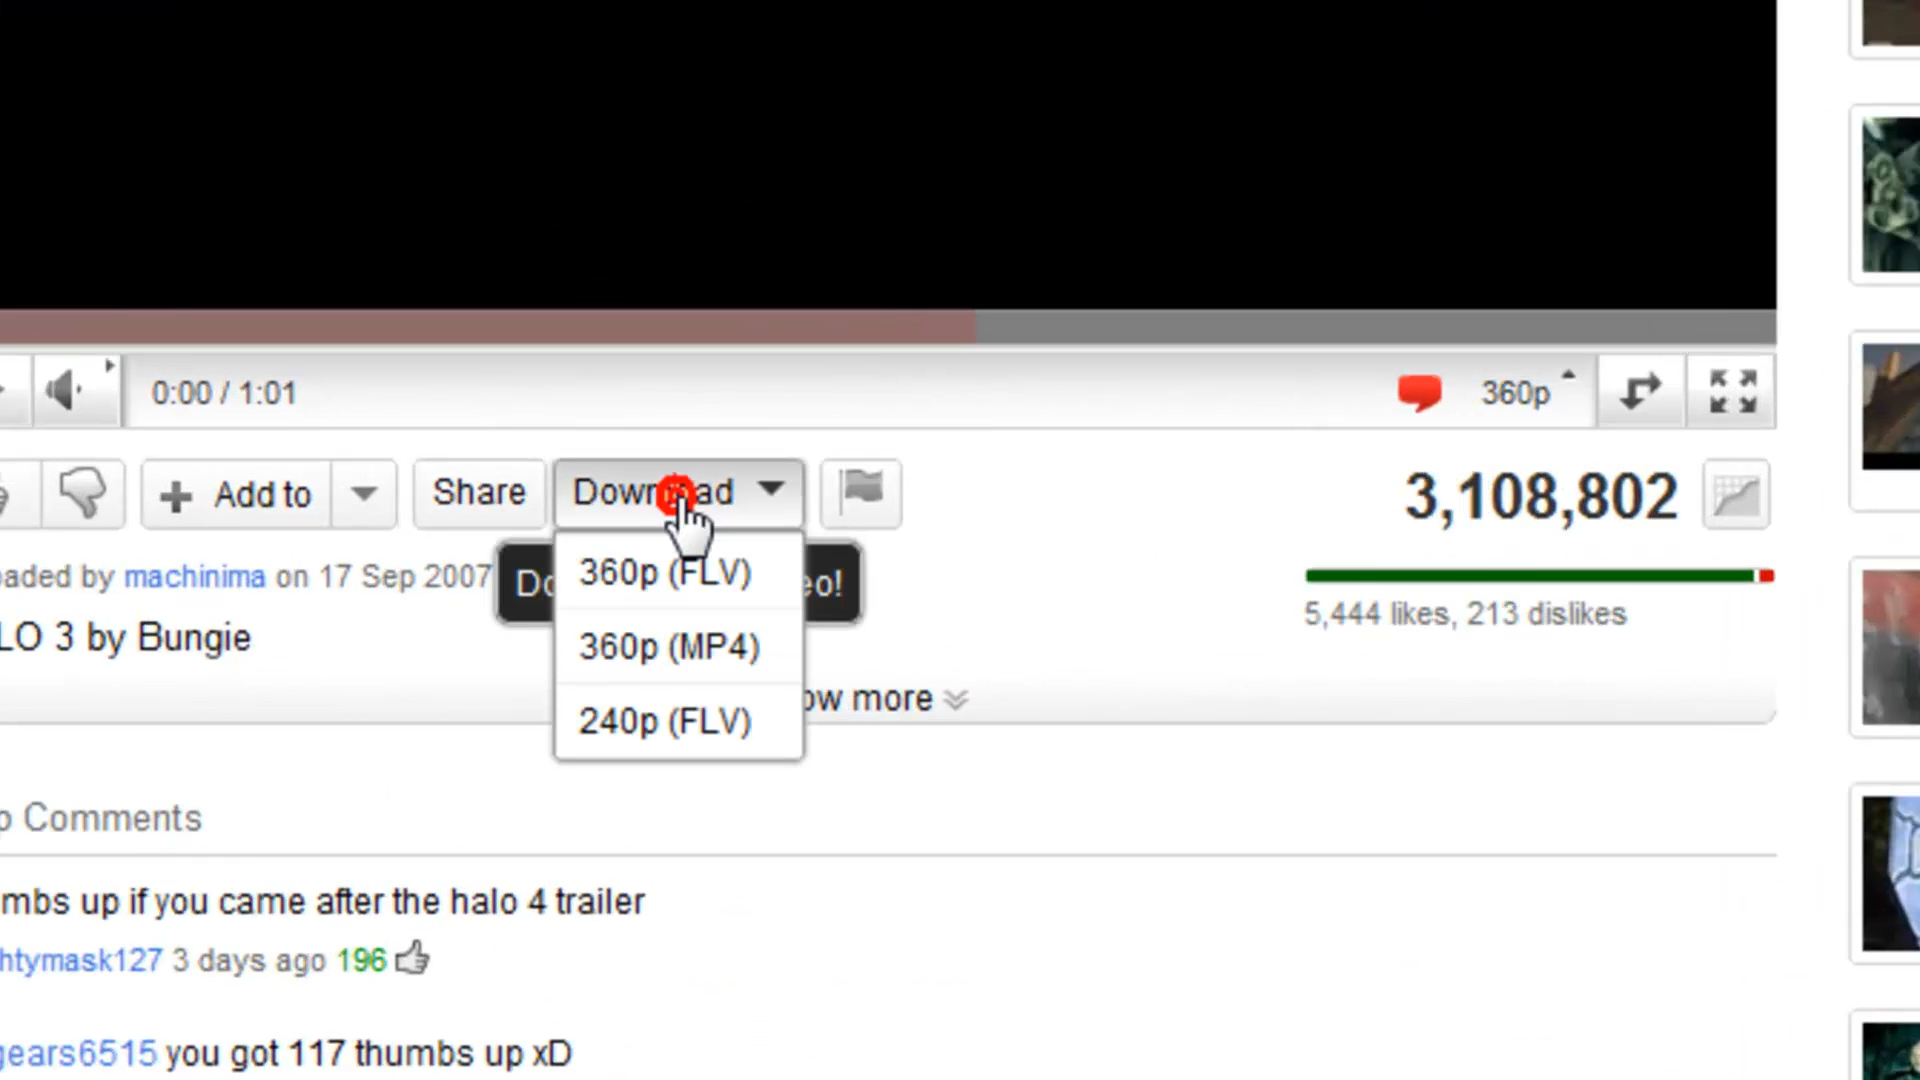 0:00 / 1:01
360p
Add to
Share
Download
3,108,802
aded by machinima on 17 Sep 2007
Do
360p (FLV)
eo!
5,444 likes, 213 dislikes
LO 3 by Bungie
360p (MP4)
ow more
240p (FLV)
p Comments
mbs up if you came after the halo 4 trailer
htymask127 3 days ago 196
gears6515 you got 117 thumbs up xD